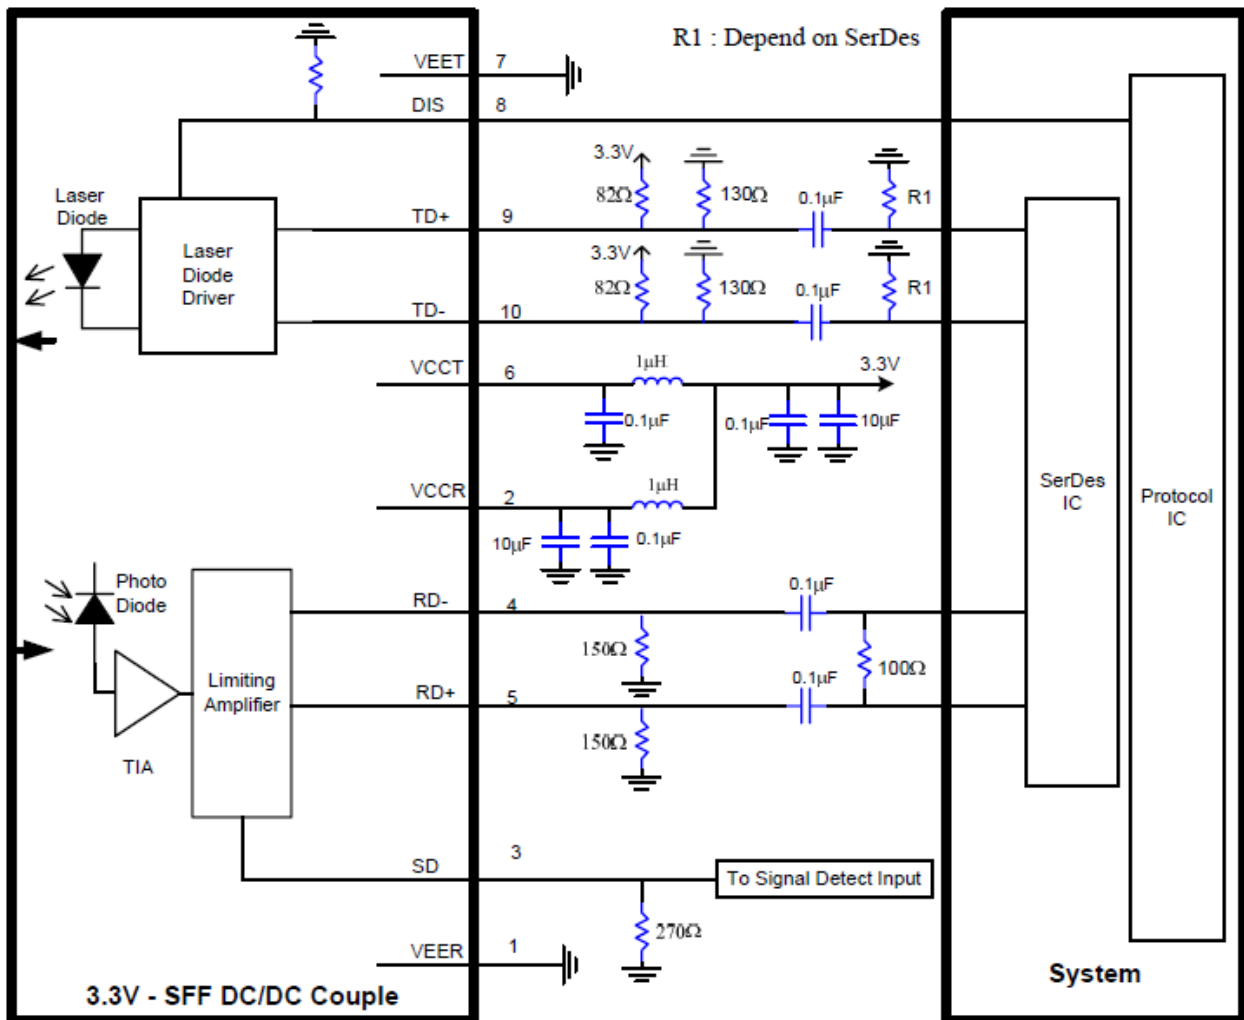 R1 : Depend on SerDes
VEET 7
DIS 8
Laser
Diode
Laser
Diode
Driver
TD+ 9
3.3V
82Ω
130Ω
0.1µF
R1
3.3V
82Ω
130Ω
0.1µF
R1
TD- 10
VCCT 6
1µH
3.3V
0.1µF
0.1µF
10µF
VCCR 2
1µH
10µF
0.1µF
SerDes
IC
Protocol
IC
Photo
Diode
TIA
Limiting
Amplifier
RD- 4
0.1µF
150Ω
100Ω
RD+ 5
0.1µF
150Ω
SD 3
To Signal Detect Input
270Ω
VEER 1
3.3V - SFF DC/DC Couple
System